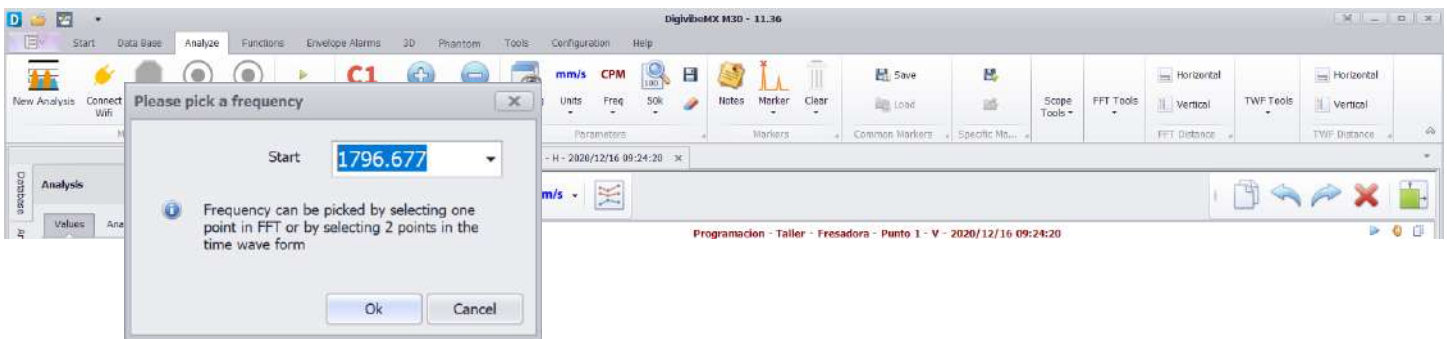 DigivibeMX M30 - 11.36
Start Data Base Analyze Functions Envelope Alarms 3D Phantom Tools Configuration Help
C1 mm/s CPM 100 Save Horizontal Horizontal
New Analysis Connect Units Freq 50k Notes Marker Clear Load Scope FFT Tools Vertical TWF Tools Vertical
Wifi Tools
Parameters Markers Common Markers Specific Ma... FFT Distance TWF Distance
Please pick a frequency
Start 1796.677
Frequency can be picked by selecting one
point in FFT or by selecting 2 points in the
time wave form
Ok Cancel
- H - 2020/12/16 09:24:20
Database
Analysis
mm/s
Values Ana
Programacion - Taller - Fresadora - Punto 1 - V - 2020/12/16 09:24:20